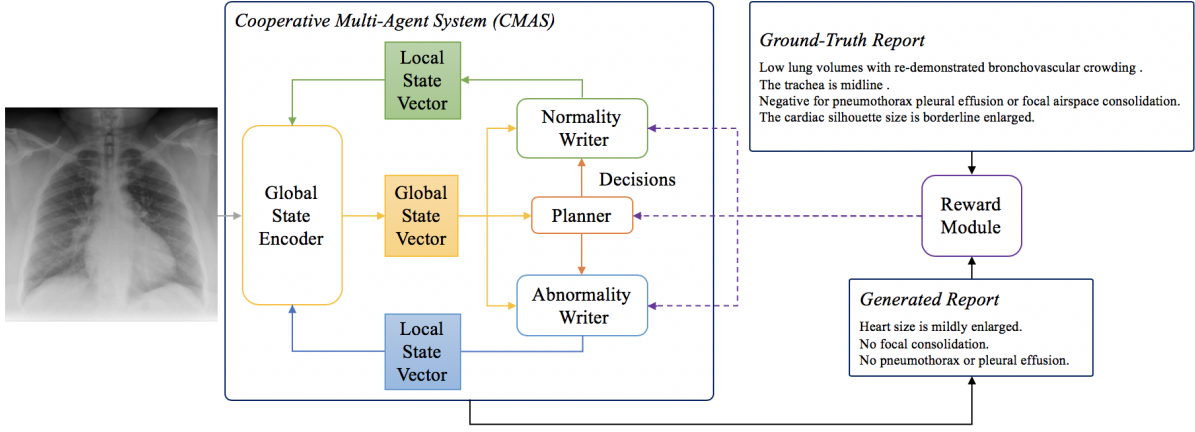 Cooperative Multi-Agent System (CMAS)
Local
State
Vector
Normality
Writer
Global
State
Encoder
Global
State
Vector
Decisions
Planner
Abnormality
Writer
Local
State
Vector
Ground-Truth Report
Low lung volumes with re-demonstrated bronchovascular crowding .
The trachea is midline .
Negative for pneumothorax pleural effusion or focal airspace consolidation.
The cardiac silhouette size is borderline enlarged.
Reward
Module
Generated Report
Heart size is mildly enlarged.
No focal consolidation.
No pneumothorax or pleural effusion.